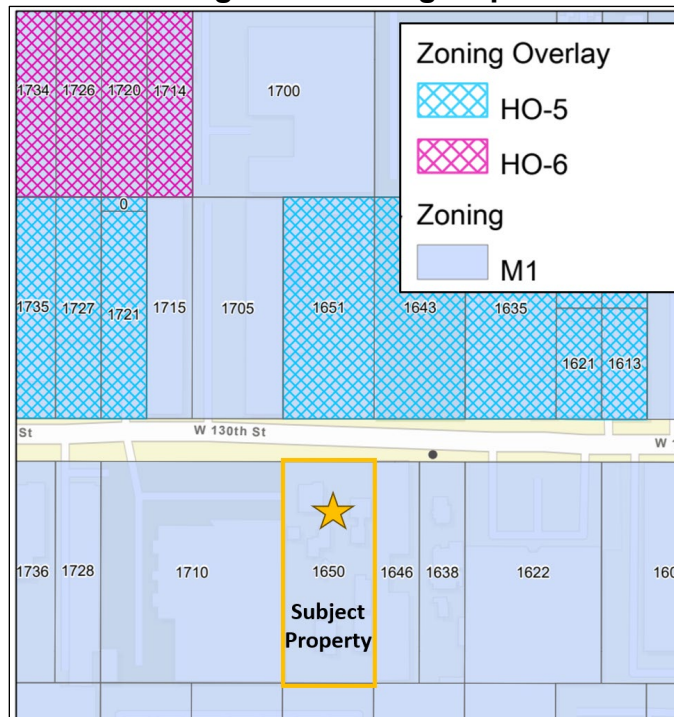 Zoning Overlay
HO-5
HO-6
Zoning
M1
1734 1726 1720 1714 1700
0
1735 1727 1721 1715 1705 1651 1643 1635
1621 1613
St W 130th St W
1736 1728 1710 1650 1646 1638 1622
Subject
Property